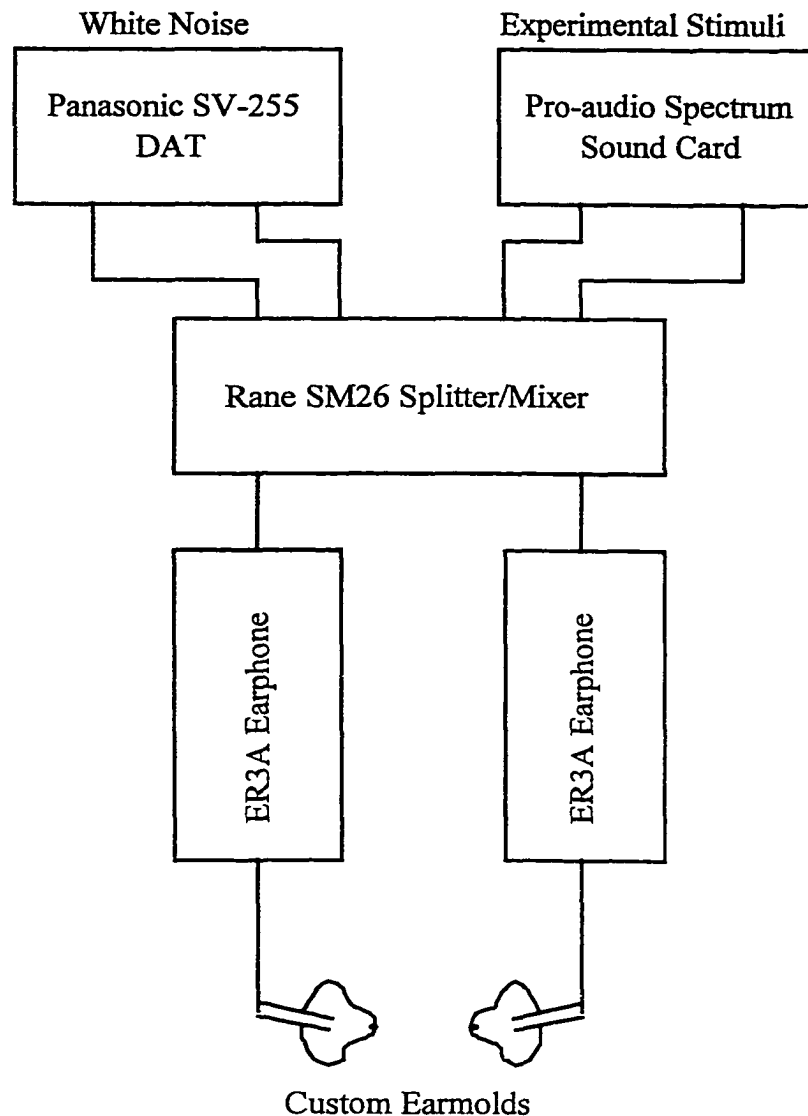 White Noise
Experimental Stimuli
Panasonic SV-255
DAT
Pro-audio Spectrum
Sound Card
Rane SM26 Splitter/Mixer
ER3A Earphone
ER3A Earphone
Custom Earmolds